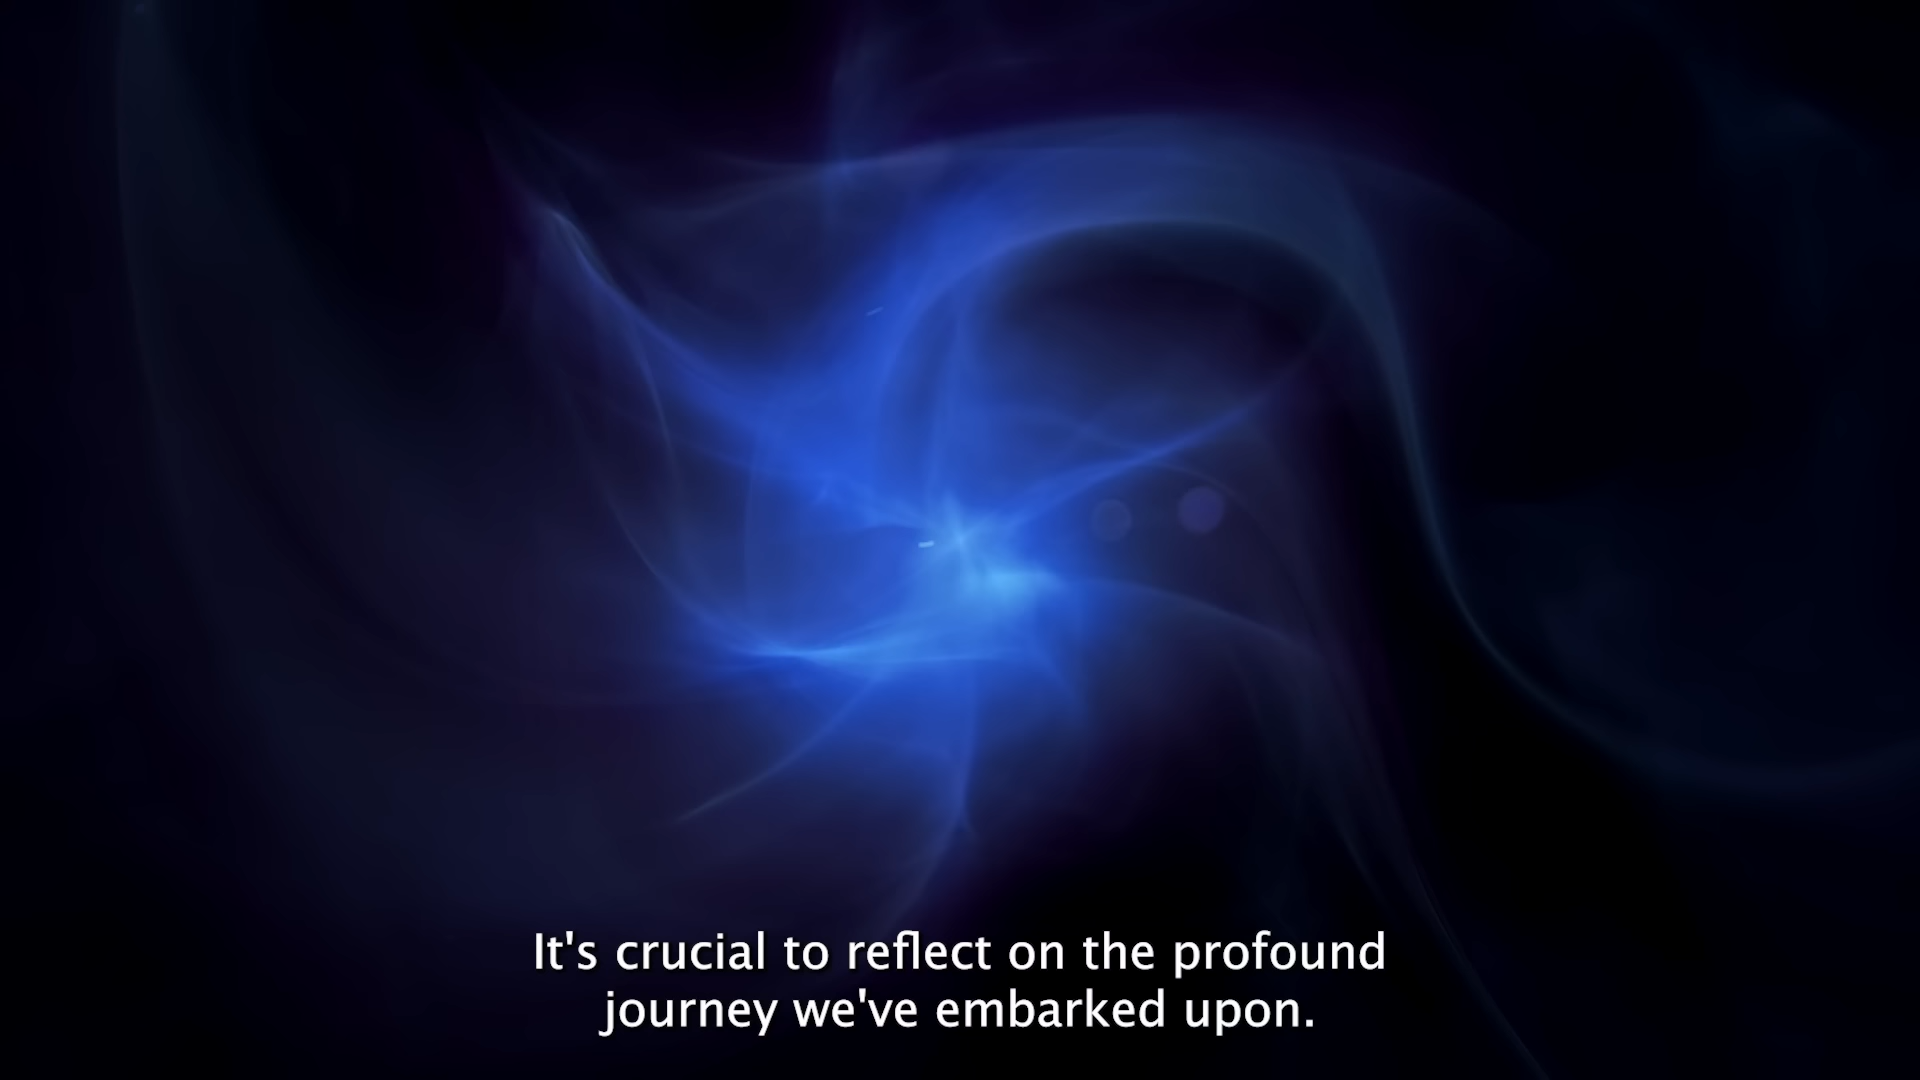 It's crucial to reflect on the profound
journey we've embarked upon.